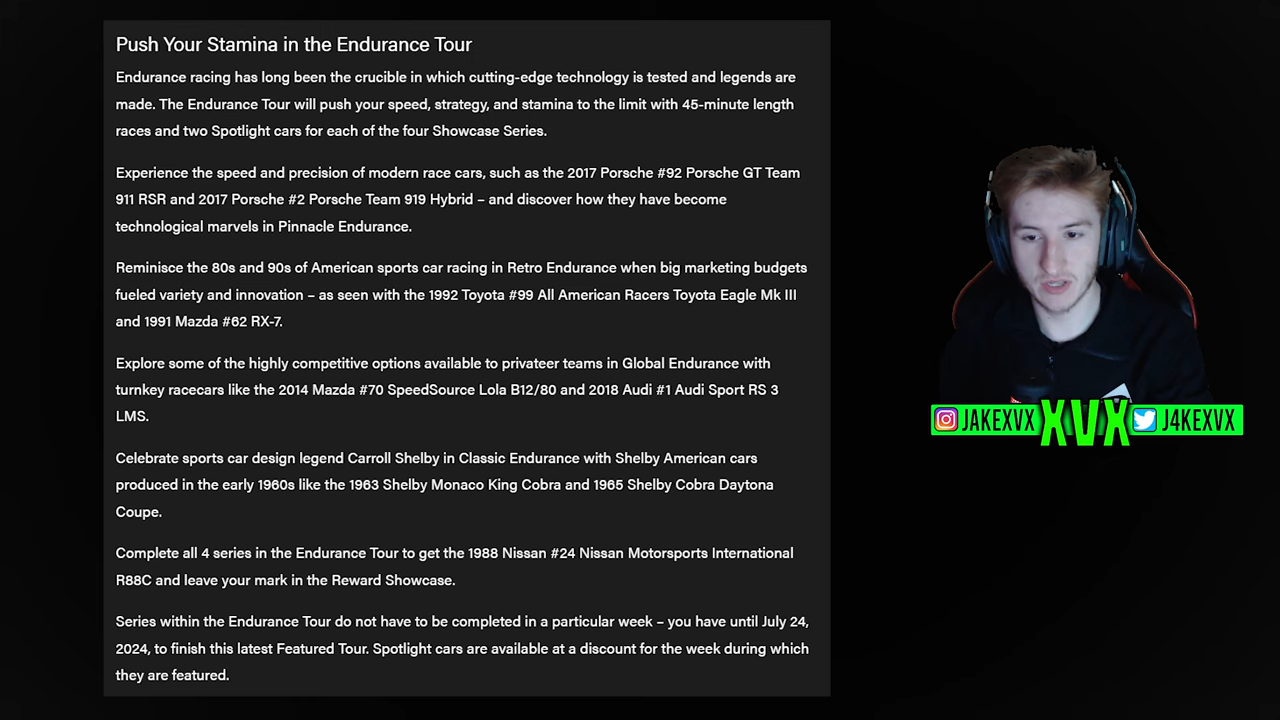 Push Your Stamina in the Endurance Tour
Endurance racing has long been the crucible in which cutting-edge technology is tested and legends are
made. The Endurance Tour will push your speed, strategy, and stamina to the limit with 45-minute length
races and two Spotlight cars for each of the four Showcase Series.
Experience the speed and precision of modern race cars, such as the 2017 Porsche #92 Porsche GT Team
911 RSR and 2017 Porsche #2 Porsche Team 919 Hybrid – and discover how they have become
technological marvels in Pinnacle Endurance.
Reminisce the 80s and 90s of American sports car racing in Retro Endurance when big marketing budgets
fueled variety and innovation – as seen with the 1992 Toyota #99 All American Racers Toyota Eagle Mk III
and 1991 Mazda #62 RX-7.
Explore some of the highly competitive options available to privateer teams in Global Endurance with
turnkey racecars like the 2014 Mazda #70 SpeedSource Lola B12/80 and 2018 Audi #1 Audi Sport RS 3
LMS.
Celebrate sports car design legend Carroll Shelby in Classic Endurance with Shelby American cars
produced in the early 1960s like the 1963 Shelby Monaco King Cobra and 1965 Shelby Cobra Daytona
Coupe.
Complete all 4 series in the Endurance Tour to get the 1988 Nissan #24 Nissan Motorsports International
R88C and leave your mark in the Reward Showcase.
Series within the Endurance Tour do not have to be completed in a particular week – you have until July 24,
2024, to finish this latest Featured Tour. Spotlight cars are available at a discount for the week during which
they are featured.
JAKEXVX XVX J4KEXVX